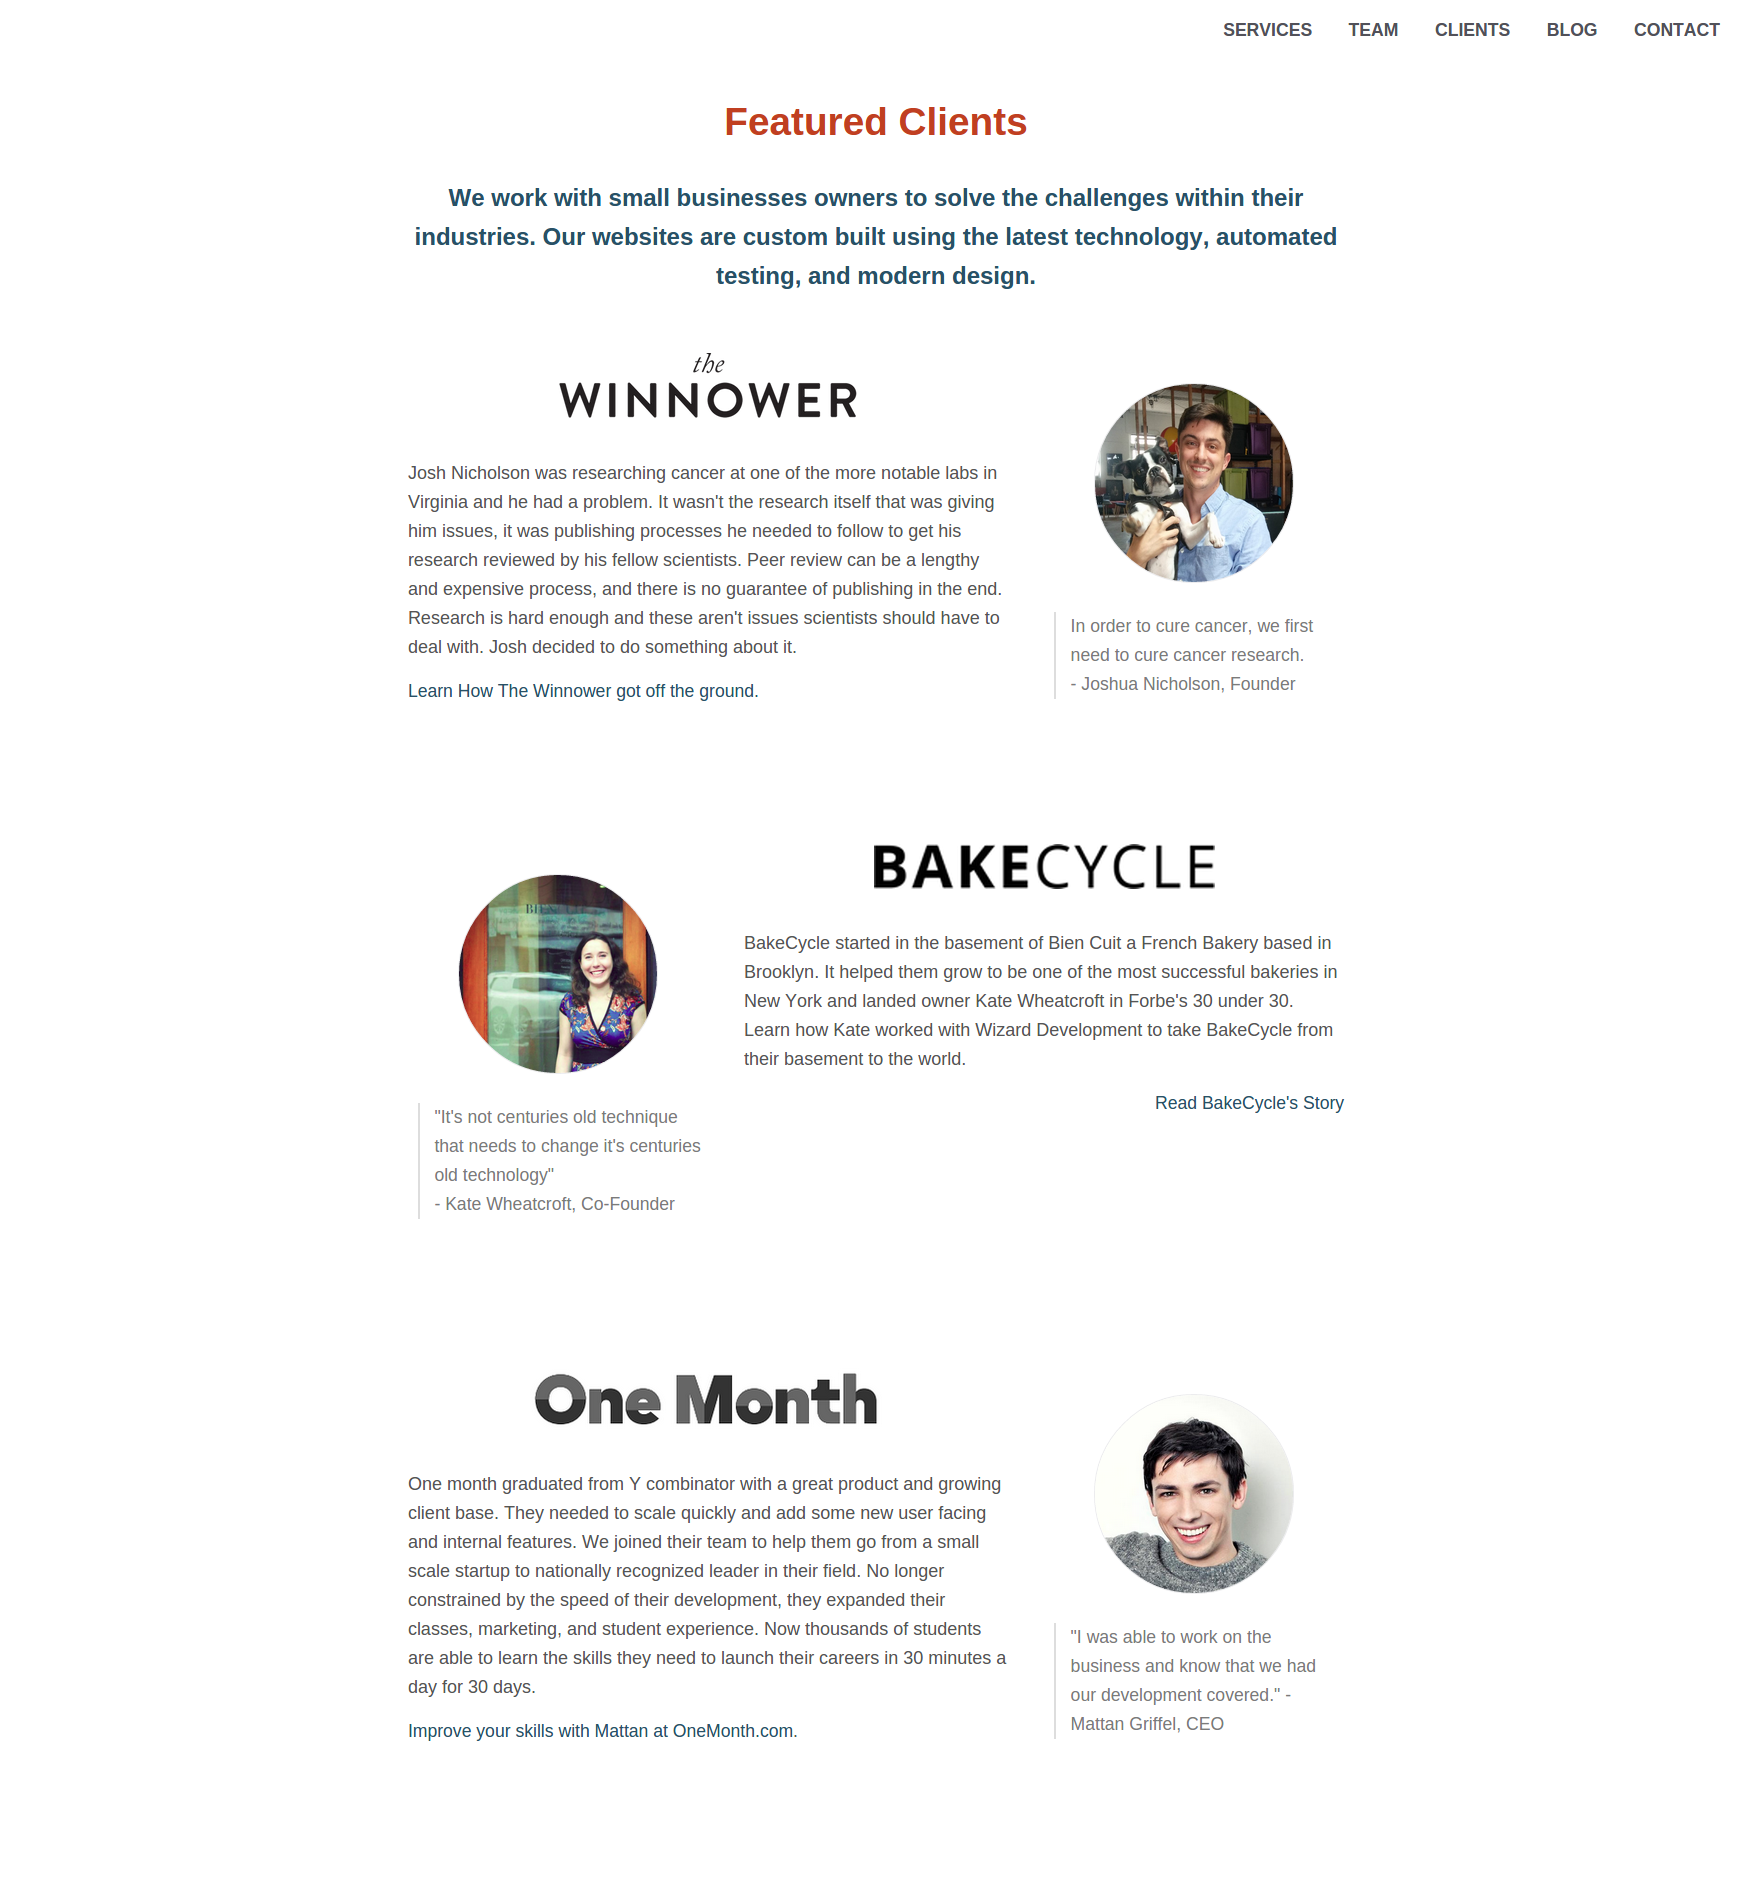 SERVICES TEAM CLIENTS BLOG CONTACT
Featured Clients
We work with small businesses owners to solve the challenges within their
industries. Our websites are custom built using the latest technology, automated
testing, and modern design.
the
WINNOWER
Josh Nicholson was researching cancer at one of the more notable labs in
Virginia and he had a problem. It wasn't the research itself that was giving
him issues, it was publishing processes he needed to follow to get his
research reviewed by his fellow scientists. Peer review can be a lengthy
and expensive process, and there is no guarantee of publishing in the end.
Research is hard enough and these aren't issues scientists should have to
deal with. Josh decided to do something about it.
Learn How The Winnower got off the ground.
In order to cure cancer, we first
need to cure cancer research.
- Joshua Nicholson, Founder
"It's not centuries old technique
that needs to change it's centuries
old technology"
- Kate Wheatcroft, Co-Founder
BAKECYCLE
BakeCycle started in the basement of Bien Cuit a French Bakery based in
Brooklyn. It helped them grow to be one of the most successful bakeries in
New York and landed owner Kate Wheatcroft in Forbe's 30 under 30.
Learn how Kate worked with Wizard Development to take BakeCycle from
their basement to the world.
Read BakeCycle's Story
One Month
One month graduated from Y combinator with a great product and growing
client base. They needed to scale quickly and add some new user facing
and internal features. We joined their team to help them go from a small
scale startup to nationally recognized leader in their field. No longer
constrained by the speed of their development, they expanded their
classes, marketing, and student experience. Now thousands of students
are able to learn the skills they need to launch their careers in 30 minutes a
day for 30 days.
Improve your skills with Mattan at OneMonth.com.
"I was able to work on the
business and know that we had
our development covered." -
Mattan Griffel, CEO